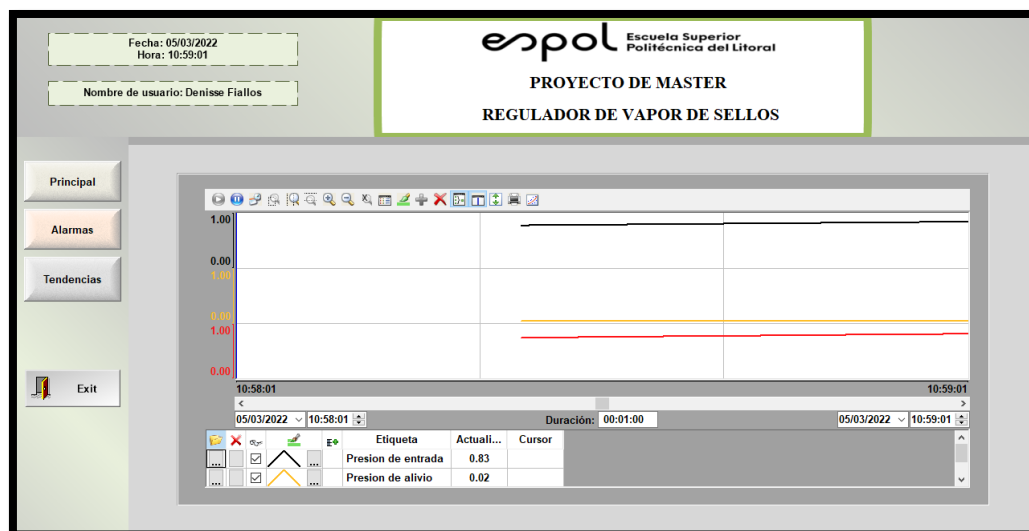 Fecha: 05/03/2022
Hora: 10:59:01
Nombre de usuario: Denisse Fiallos
espol Escuela Superior
Politécnica del Litoral
PROYECTO DE MASTER
REGULADOR DE VAPOR DE SELLOS
Principal
Alarmas
Tendencias
Exit
1.00
0.00
1.00
0.00
1.00
0.00
10:58:01 10:59:01
05/03/2022 10:58:01 Duración: 00:01:00 05/03/2022 10:59:01
Etiqueta Actuali... Cursor
... ... Presion de entrada 0.83
... ... Presion de alivio 0.02